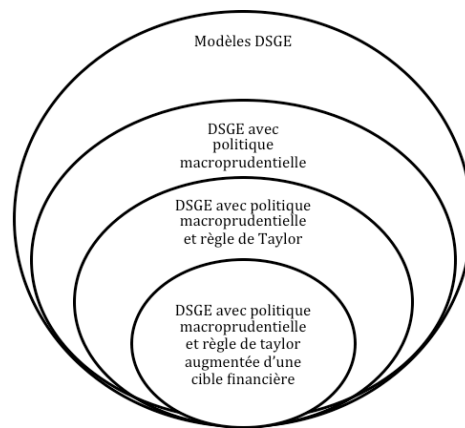 Modèles DSGE
DSGE avec
politique
macroprudentielle
DSGE avec politique
macroprudentielle
et règle de Taylor
DSGE avec politique
macroprudentielle
et règle de taylor
augmentée d'une
cible financière